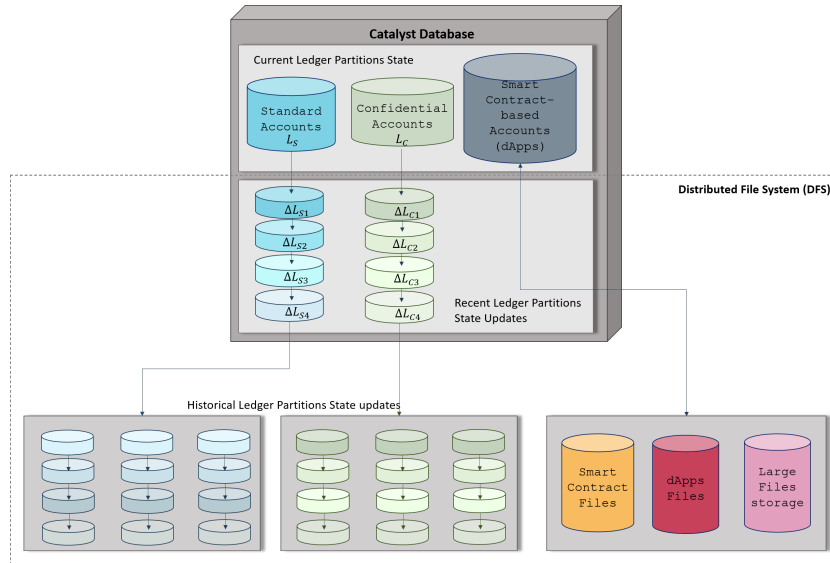 Catalyst Database
Current Ledger Partitions State
Standard
Accounts
L_S
Confidential
Accounts
L_C
Smart
Contract-
based
Accounts
(dApps)
Distributed File System (DFS)
ΔL_S1
ΔL_S2
ΔL_S3
ΔL_S4
ΔL_C1
ΔL_C2
ΔL_C3
ΔL_C4
Recent Ledger Partitions
State Updates
Historical Ledger Partitions State updates
Smart
Contract
Files
dApps
Files
Large
Files
storage